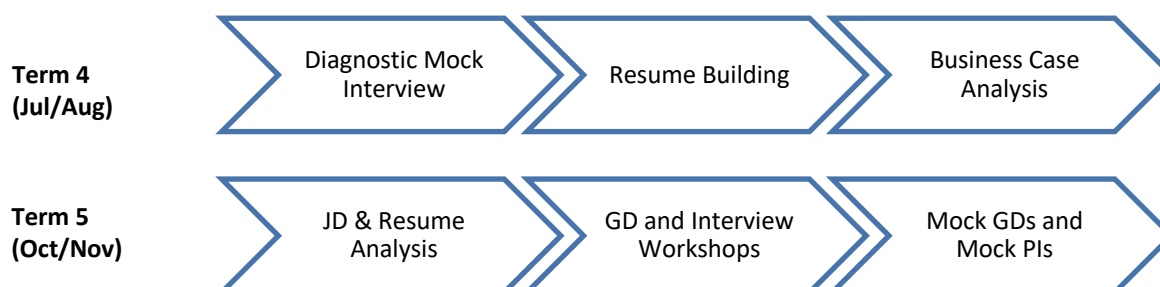 Term 4
(Jul/Aug)
Diagnostic Mock
Interview
Resume Building
Business Case
Analysis
Term 5
(Oct/Nov)
JD & Resume
Analysis
GD and Interview
Workshops
Mock GDs and
Mock PIs